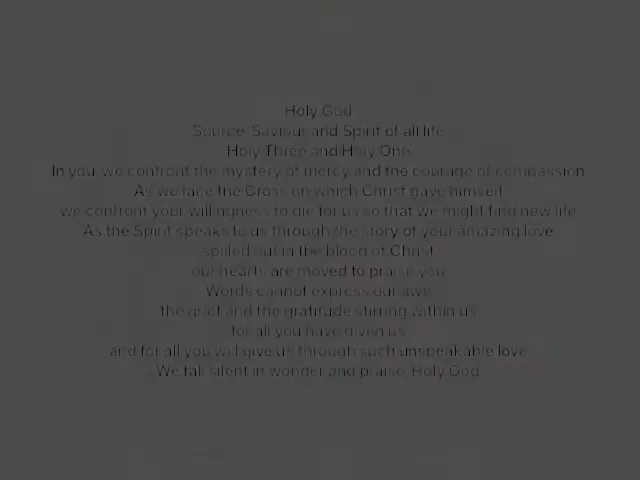 Holy God
Source, Saviour and Spirit of all life
Holy Three and Holy One
In you, we confront the mystery of mercy and the courage of compassion
As we face the Cross on which Christ gave himself
we confront your willingness to die for us so that we might find new life
As the Spirit speaks to us through the story of your amazing love
spilled out in the blood of Christ
our hearts are moved to praise you
Words cannot express our awe
the grief and the gratitude stirring within us
for all you have given us
and for all you will give us through such unspeakable love
We fall silent in wonder and praise, Holy God